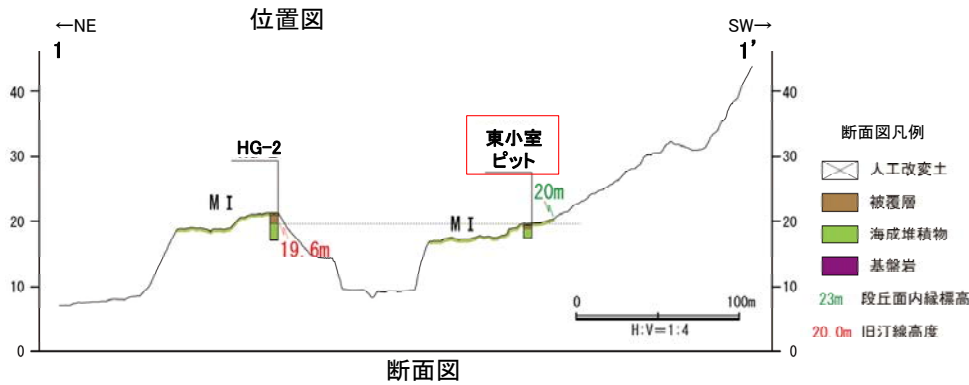 位置図
←NE
1
SW→
1’
40
30
20
10
0
40
30
20
10
0
HG-2
M I
19.6m
東小室
ピット
20m
M I
0 100m
H:V=1:4
断面図凡例
人工改変土
被覆層
海成堆積物
基盤岩
23m 段丘面内縁標高
20.0m 旧汀線高度
断面図